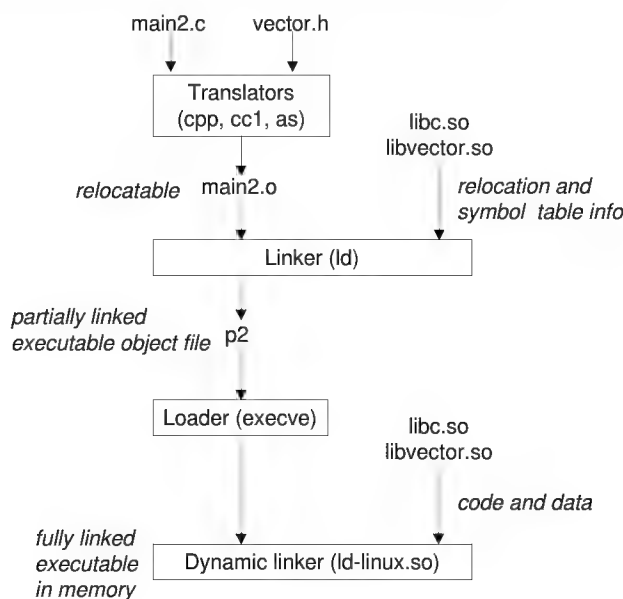 main2.c
vector.h
Translators
(cpp, cc1, as)
libc.so
libvector.so
relocatable
main2.o
relocation and
symbol table info
Linker (ld)
partially linked
executable object file
p2
Loader (execve)
libc.so
libvector.so
code and data
fully linked
executable
in memory
Dynamic linker (ld-linux.so)